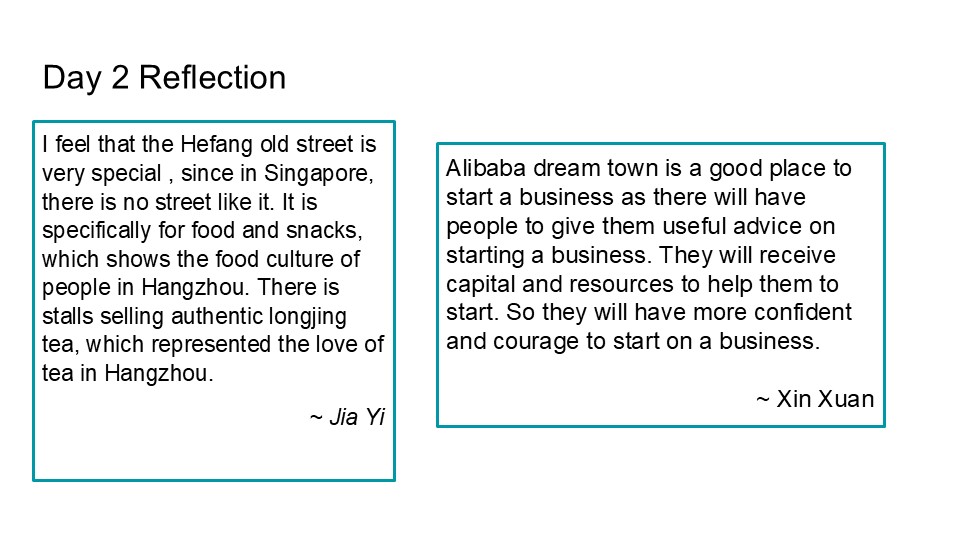 Day 2 Reflection
I feel that the Hefang old street is
very special , since in Singapore,
there is no street like it. It is
specifically for food and snacks,
which shows the food culture of
people in Hangzhou. There is
stalls selling authentic longjing
tea, which represented the love of
tea in Hangzhou.
~ Jia Yi
Alibaba dream town is a good place to
start a business as there will have
people to give them useful advice on
starting a business. They will receive
capital and resources to help them to
start. So they will have more confident
and courage to start on a business.
~ Xin Xuan